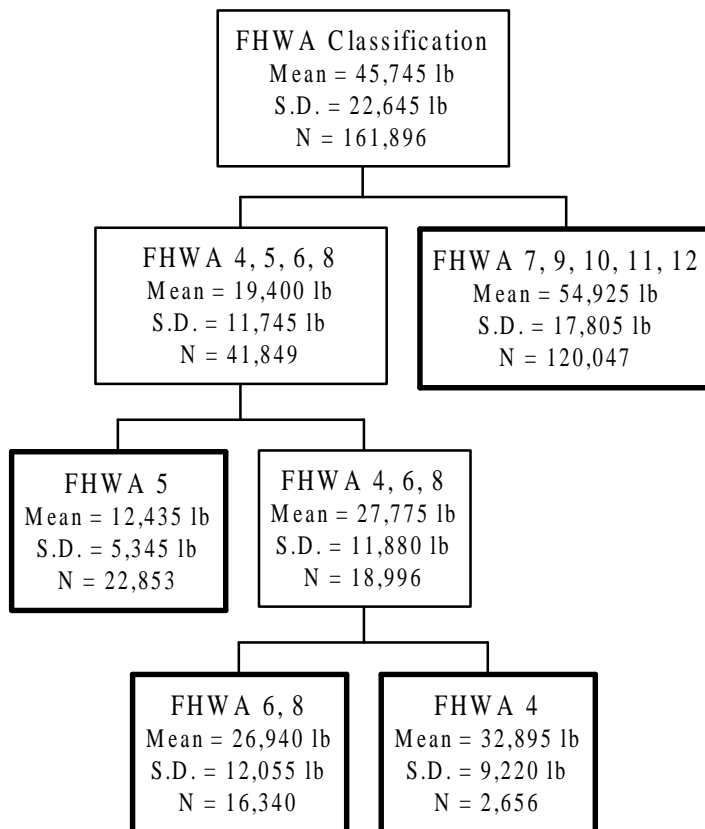 FHWA Classification
Mean = 45,745 lb
S.D. = 22,645 lb
N = 161,896
FHWA 4, 5, 6, 8
Mean = 19,400 lb
S.D. = 11,745 lb
N = 41,849
FHWA 7, 9, 10, 11, 12
Mean = 54,925 lb
S.D. = 17,805 lb
N = 120,047
FHWA 5
Mean = 12,435 lb
S.D. = 5,345 lb
N = 22,853
FHWA 4, 6, 8
Mean = 27,775 lb
S.D. = 11,880 lb
N = 18,996
FHWA 6, 8
Mean = 26,940 lb
S.D. = 12,055 lb
N = 16,340
FHWA 4
Mean = 32,895 lb
S.D. = 9,220 lb
N = 2,656